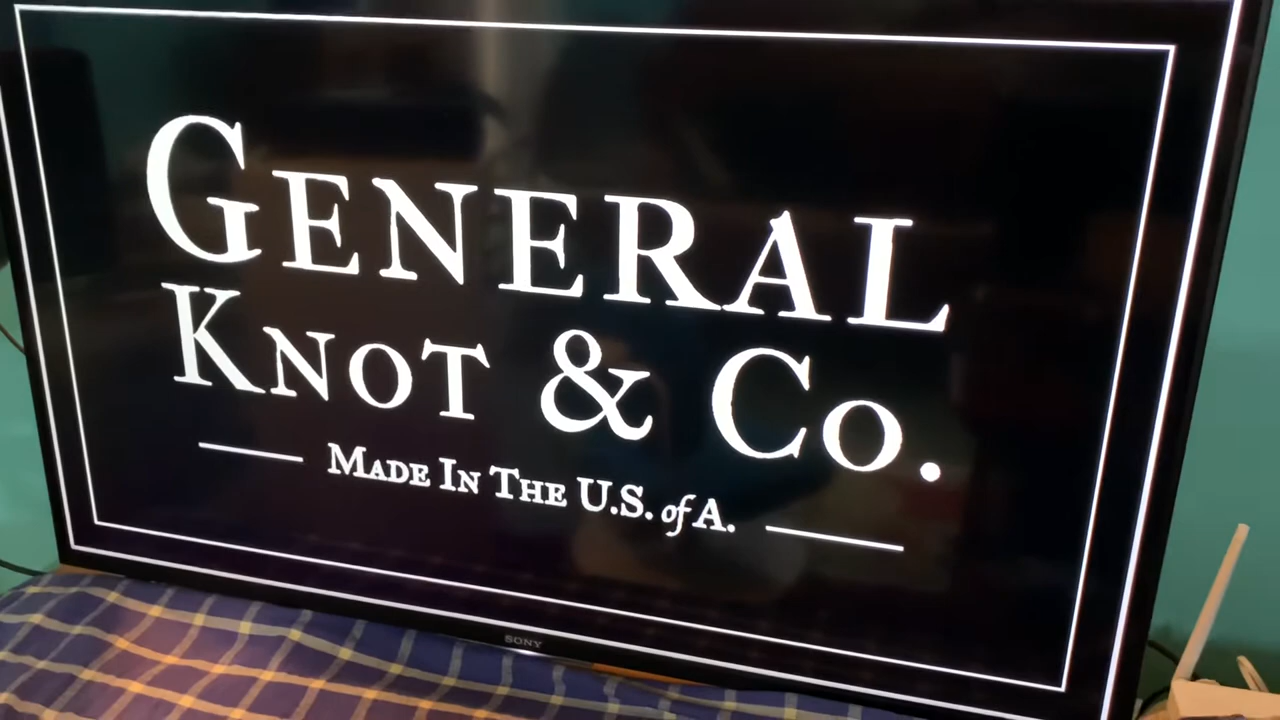 GENERAL
KNOT & CO.
MADE IN THE U.S. of A.
SONY